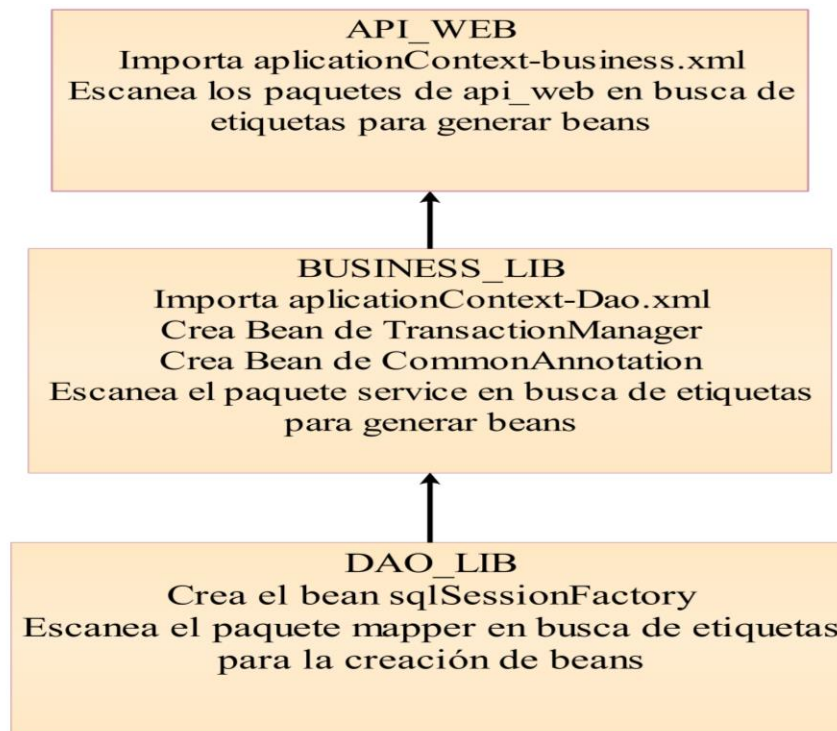 API_WEB
Importa aplicationContext-business.xml
Escanea los paquetes de api_web en busca de
etiquetas para generar beans
BUSINESS_LIB
Importa aplicationContext-Dao.xml
Crea Bean de TransactionManager
Crea Bean de CommonAnnotation
Escanea el paquete service en busca de etiquetas
para generar beans
DAO_LIB
Crea el bean sqlSessionFactory
Escanea el paquete mapper en busca de etiquetas
para la creación de beans